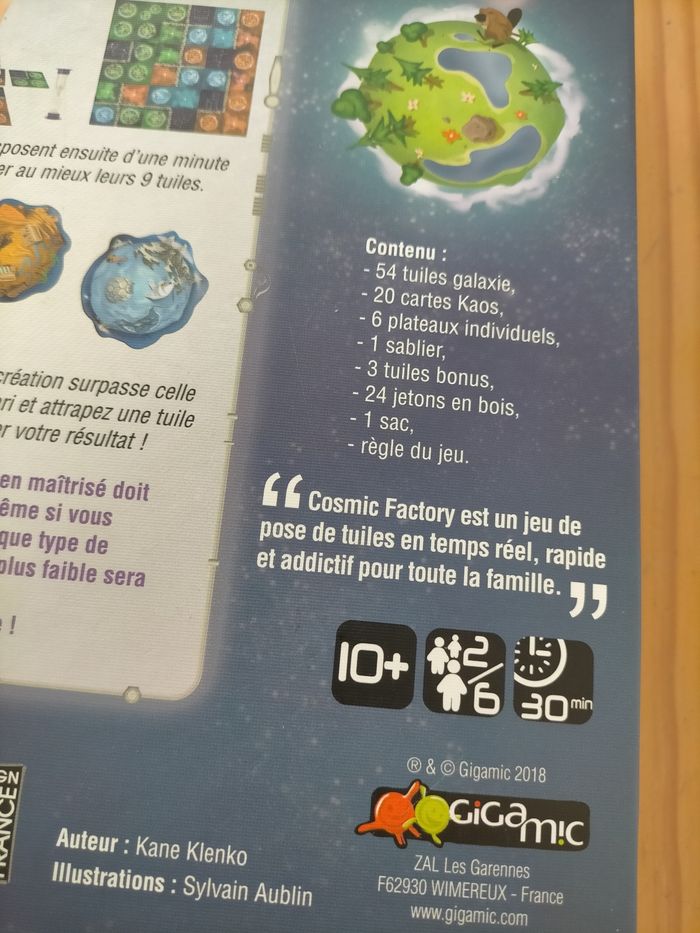 posent ensuite d'une minute
er au mieux leurs 9 tuiles.
création surpasse celle
ri et attrapez une tuile
r votre résultat !
en maîtrisé doit
ême si vous
que type de
plus faible sera
!
Contenu :
- 54 tuiles galaxie,
- 20 cartes Kaos,
- 6 plateaux individuels,
- 1 sablier,
- 3 tuiles bonus,
- 24 jetons en bois,
- 1 sac,
- règle du jeu.
“ Cosmic Factory est un jeu de
pose de tuiles en temps réel, rapide
et addictif pour toute la famille. ”
10+
2/6
30 min
® & © Gigamic 2018
GiGamic
ZAL Les Garennes
F62930 WIMEREUX - France
www.gigamic.com
GN
FRANCE
Auteur : Kane Klenko
Illustrations : Sylvain Aublin